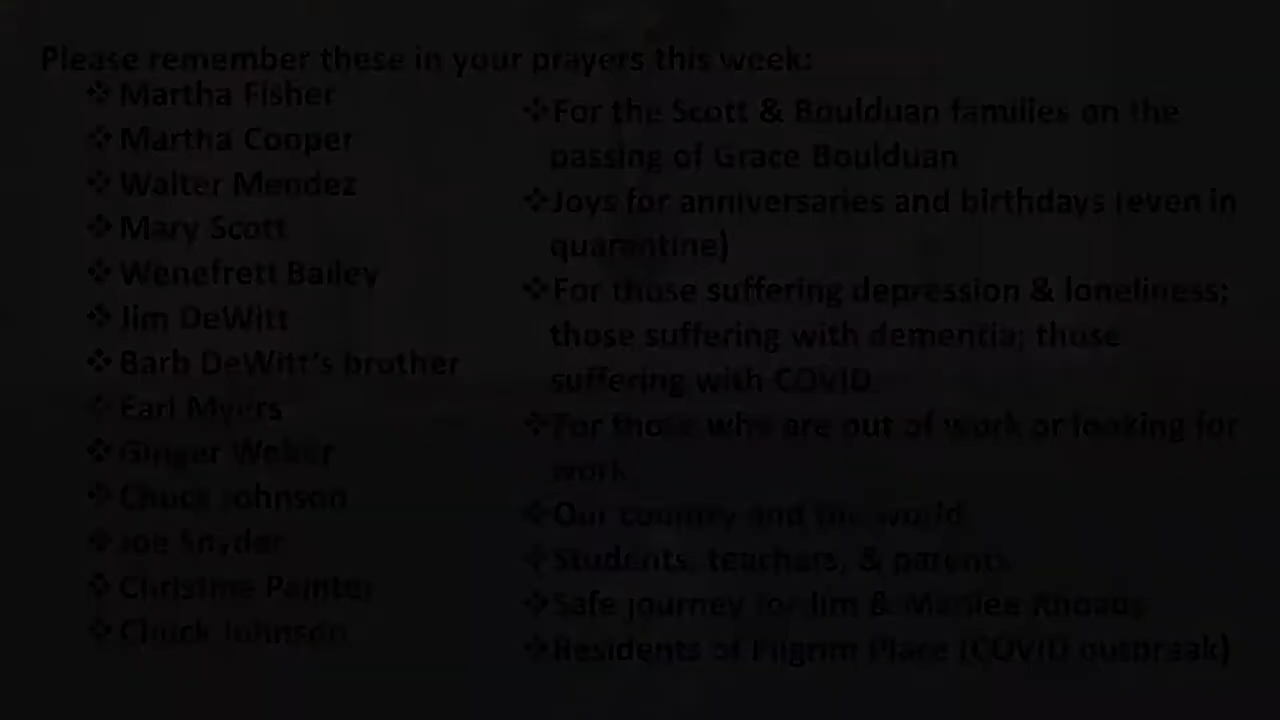 Please remember these in your prayers this week:
❖Martha Fisher
❖Martha Cooper
❖Walter Mendez
❖Mary Scott
❖Wenefrett Bailey
❖Jim DeWitt
❖Barb DeWitt's brother
❖Earl Myers
❖Ginger
❖Chuck Johnson
❖Joe Snyder
❖Christine Painter
❖Chuck Johnson
❖For the Scott & Boulduan families on the
passing of Grace Boulduan
❖Joys for anniversaries and birthdays (even in
quarantine)
❖For those suffering depression & loneliness;
those suffering with dementia; those
suffering with COVID
❖For those who are out of work or looking for
work
❖Our country and the world
❖Students, teachers, & parents
❖Safe journey for Jim & Marilee Rhoads
❖Residents of Pilgrim Place (COVID outbraak)